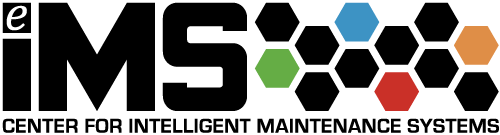 e
iMS
CENTER FOR INTELLIGENT MAINTENANCE SYSTEMS